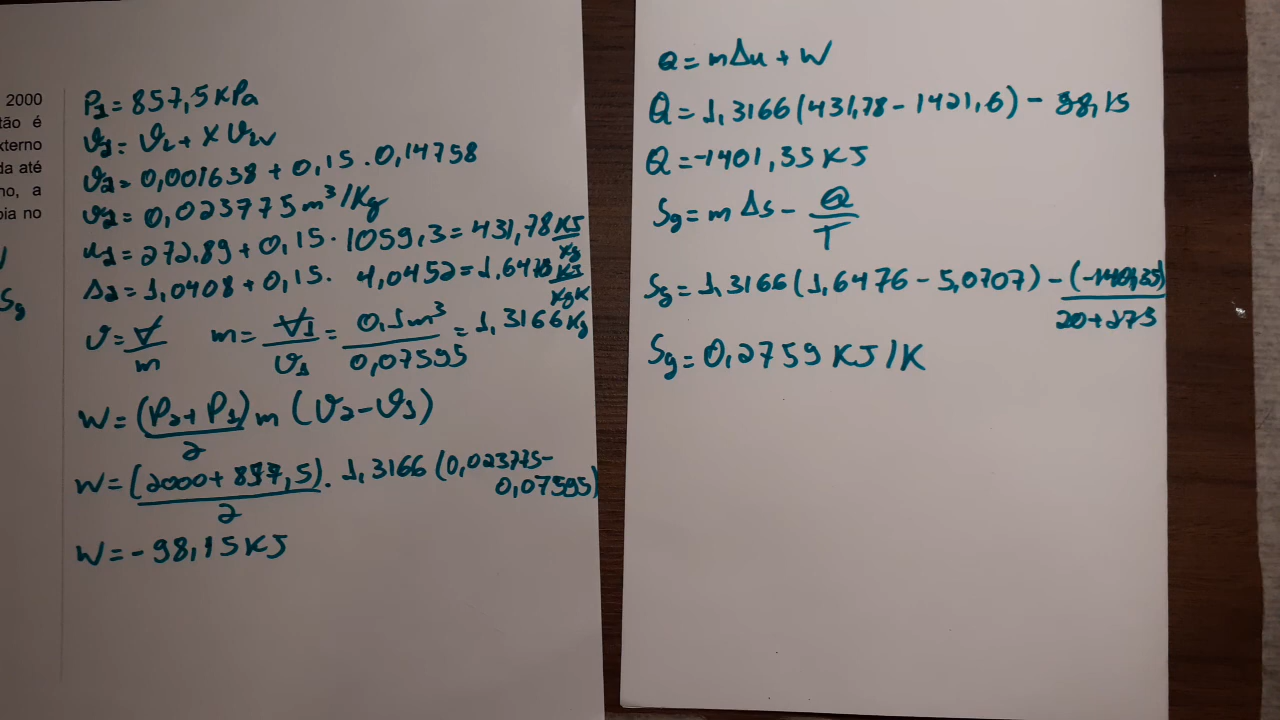 2000
tão é
xterno
da até
no, a
pia no
Sg
P1 = 857,5 KPa
V1 = Vl + X Vlv
V2 = 0,001638 + 0,15 . 0,14758
V2 = 0,023775 m³/Kg
u1 = 272.89 + 0,15 . 1059,3 = 431,78 KJ/Kg
s2 = 1,0408 + 0,15. 4,0452 = 1,6476 KJ/KgK
V = V/m m = V1/V1 = 0,1m³/0,07595 = 1,3166 Kg
W = (P2 + P1)/2 m (V2 - V1)
W = (2000 + 857,5)/2 . 1,3166 (0,023775 -
0,07595)
W = - 98,15 KJ
Q = mΔu + W
Q = 1,3166 (431,78 - 1421,6) - 98,15
Q = -1401,35 KJ
Sg = m Δs - Q/T
Sg = 1,3166 (1,6476 - 5,0707) - (-1401,35)/20+273
Sg = 0,2759 KJ/K